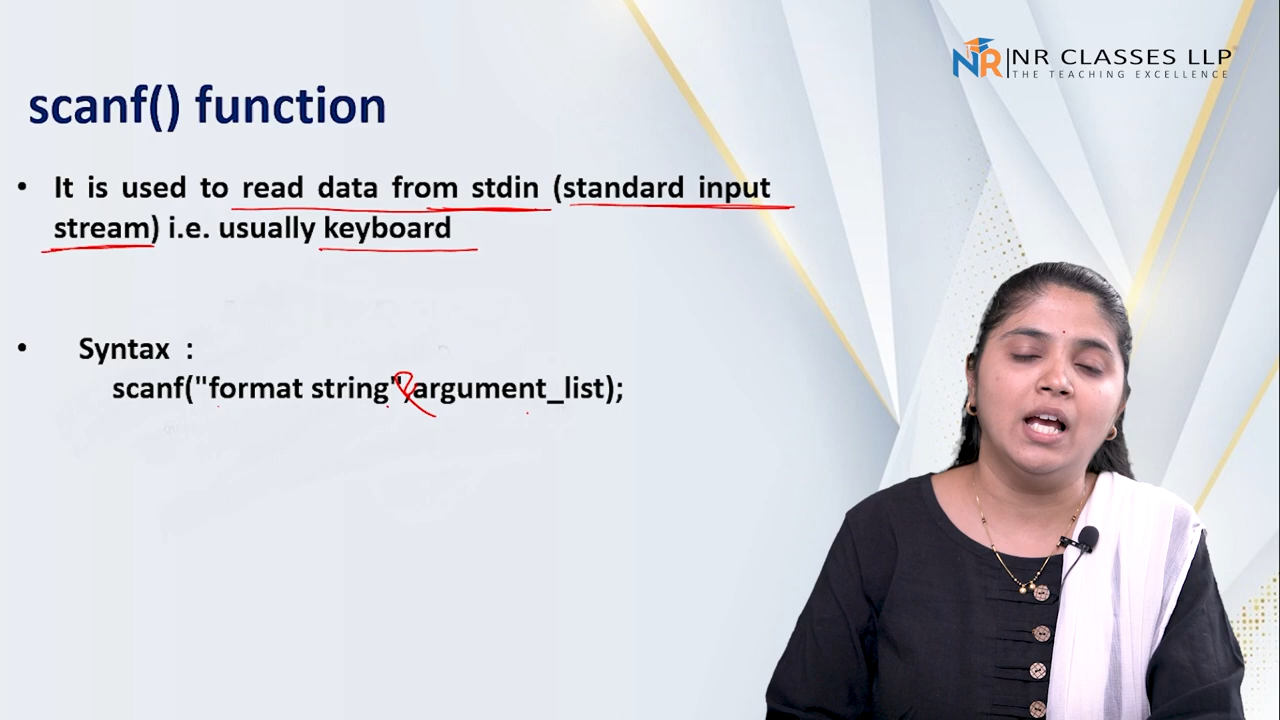 NR NR CLASSES LLP
THE TEACHING EXCELLENCE
scanf() function
• It is used to read data from stdin (standard input
stream) i.e. usually keyboard
• Syntax :
scanf("format string",argument_list);